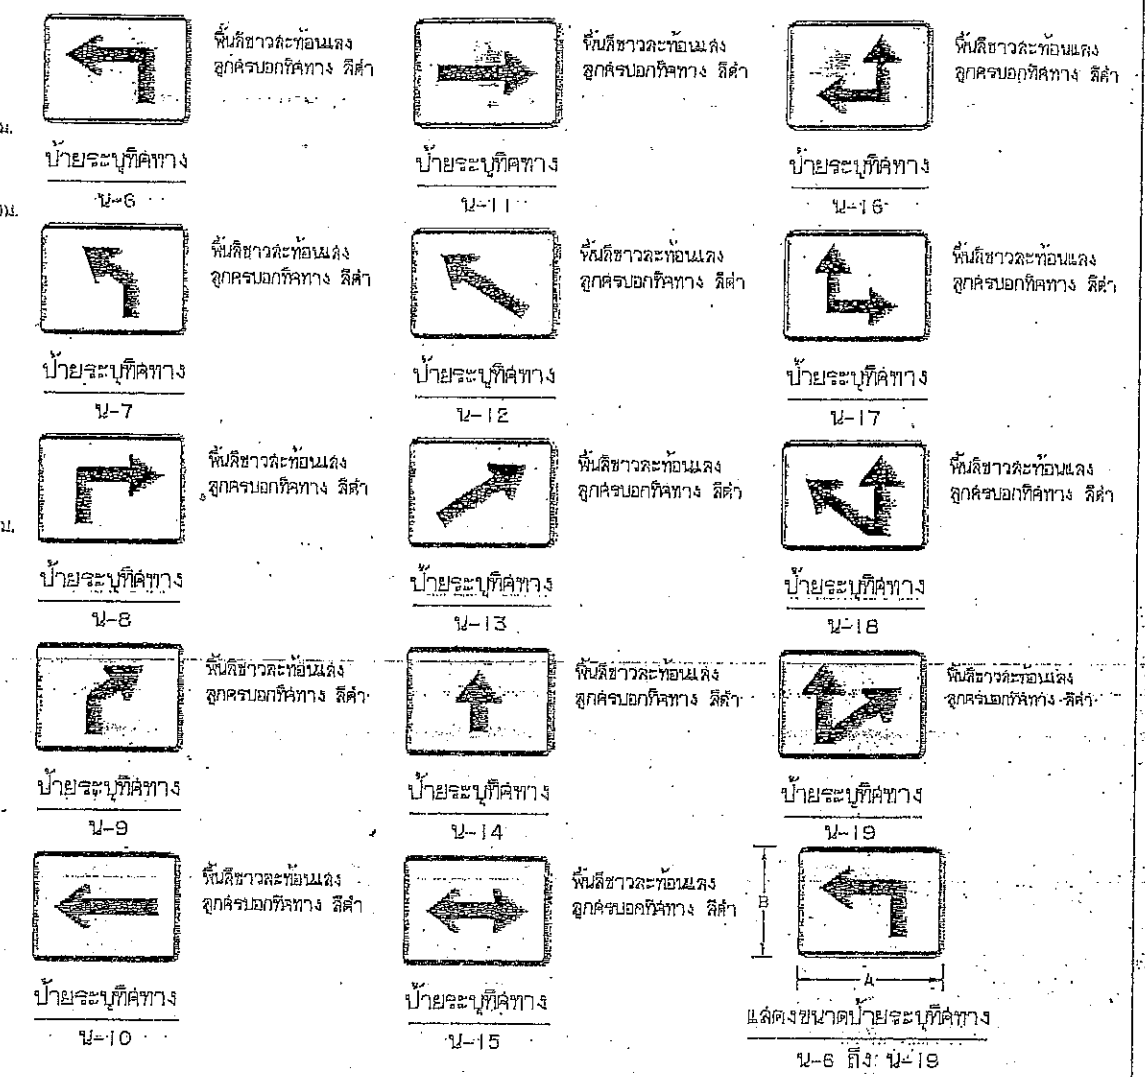 พื้นสีขาวสะท้อนแสง
ลูกศรบอกทิศทาง สีดำ
ป้ายระบุทิศทาง
น-6
พื้นสีขาวสะท้อนแสง
ลูกศรบอกทิศทาง สีดำ
ป้ายระบุทิศทาง
น-7
พื้นสีขาวสะท้อนแสง
ลูกศรบอกทิศทาง สีดำ
ป้ายระบุทิศทาง
น-8
พื้นสีขาวสะท้อนแสง
ลูกศรบอกทิศทาง สีดำ
ป้ายระบุทิศทาง
น-9
พื้นสีขาวสะท้อนแสง
ลูกศรบอกทิศทาง สีดำ
ป้ายระบุทิศทาง
น-10
พื้นสีขาวสะท้อนแสง
ลูกศรบอกทิศทาง สีดำ
ป้ายระบุทิศทาง
น-11
พื้นสีขาวสะท้อนแสง
ลูกศรบอกทิศทาง สีดำ
ป้ายระบุทิศทาง
น-12
พื้นสีขาวสะท้อนแสง
ลูกศรบอกทิศทาง สีดำ
ป้ายระบุทิศทาง
น-13
พื้นสีขาวสะท้อนแสง
ลูกศรบอกทิศทาง สีดำ
ป้ายระบุทิศทาง
น-14
พื้นสีขาวสะท้อนแสง
ลูกศรบอกทิศทาง สีดำ
ป้ายระบุทิศทาง
น-15
พื้นสีขาวสะท้อนแสง
ลูกศรบอกทิศทาง สีดำ
ป้ายระบุทิศทาง
น-16
พื้นสีขาวสะท้อนแสง
ลูกศรบอกทิศทาง สีดำ
ป้ายระบุทิศทาง
น-17
พื้นสีขาวสะท้อนแสง
ลูกศรบอกทิศทาง สีดำ
ป้ายระบุทิศทาง
น-18
พื้นสีขาวสะท้อนแสง
ลูกศรบอกทิศทาง สีดำ
ป้ายระบุทิศทาง
น-19
B
A
แสดงขนาดป้ายระบุทิศทาง
น-6 ถึง น-19